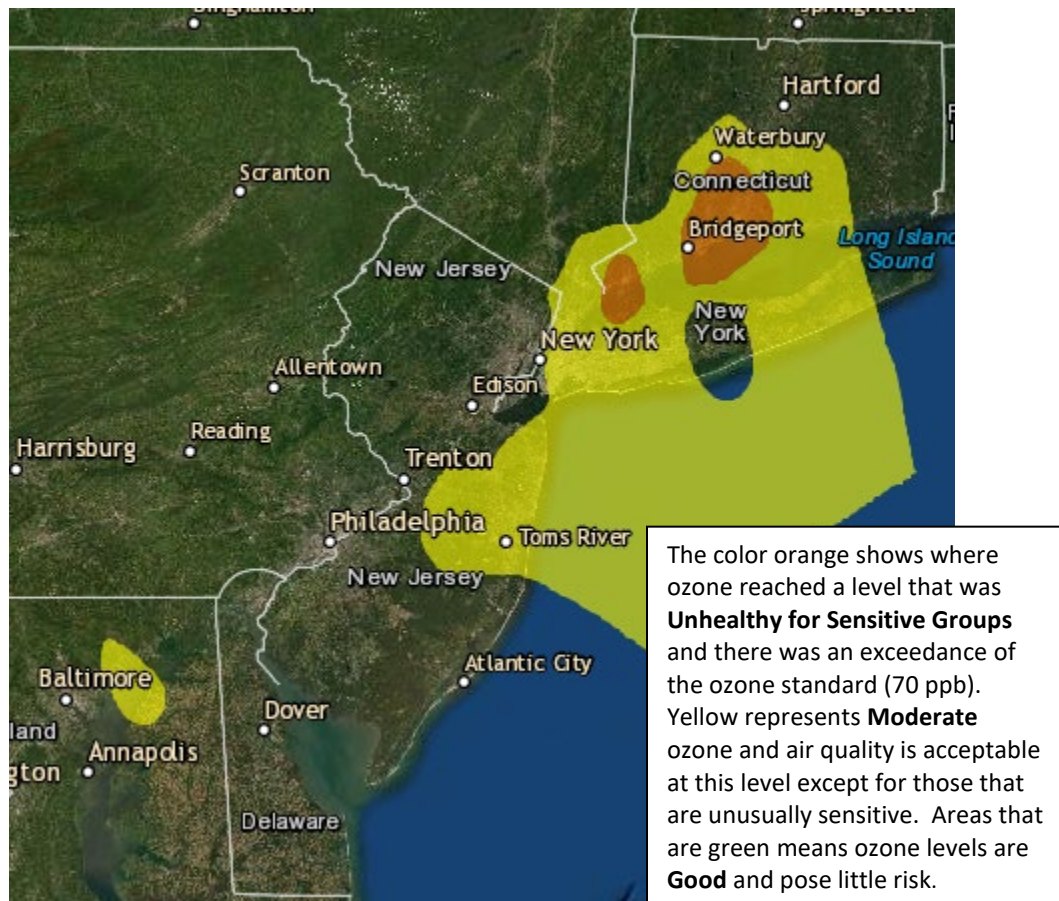 Hartford
Waterbury
Scranton
Connecticut
Bridgeport
Long Island
Sound
New Jersey
New
York
New York
Allentown
Edison
Reading
Harrisburg
Trenton
Philadelphia
Toms River
New Jersey
Atlantic City
Baltimore
Dover
land
Annapolis
gton
Delaware
The color orange shows where
ozone reached a level that was
Unhealthy for Sensitive Groups
and there was an exceedance of
the ozone standard (70 ppb).
Yellow represents Moderate
ozone and air quality is acceptable
at this level except for those that
are unusually sensitive. Areas that
are green means ozone levels are
Good and pose little risk.